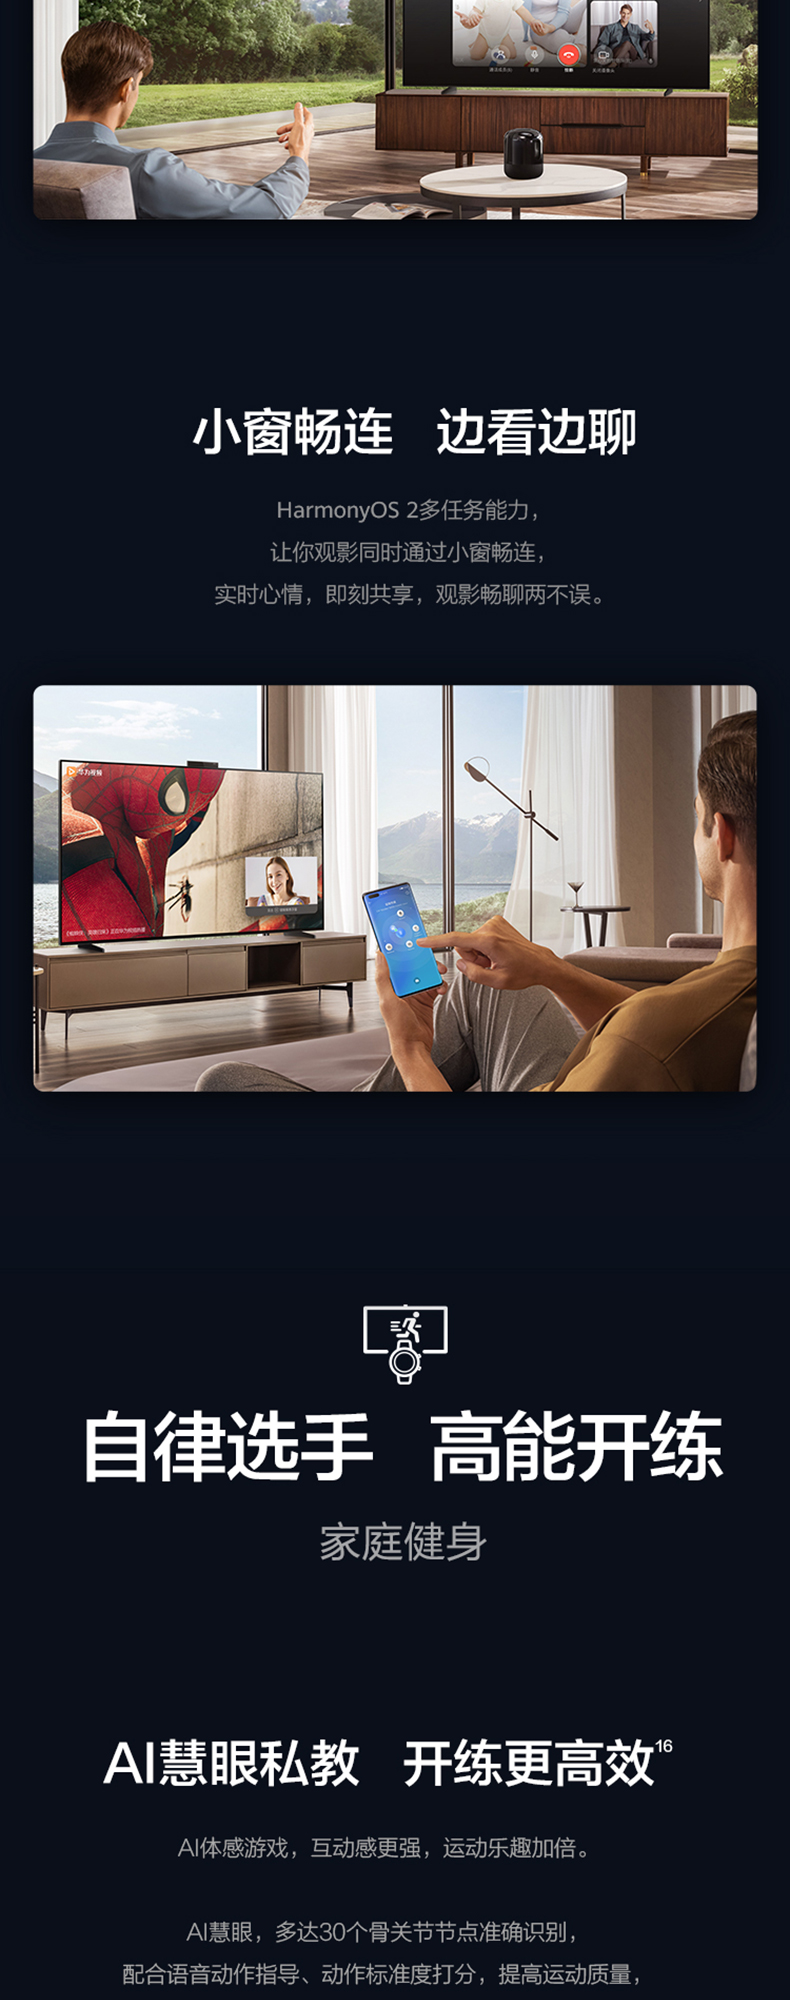 小窗畅连 边看边聊
HarmonyOS 2多任务能力，
让你观影同时通过小窗畅连，
实时心情，即刻共享，观影畅聊两不误。
华为视频
自律选手 高能开练
家庭健身
AI慧眼私教 开练更高效16
AI体感游戏，互动感更强，运动乐趣加倍。
AI慧眼，多达30个骨关节节点准确识别，
配合语音动作指导、动作标准度打分，提高运动质量，